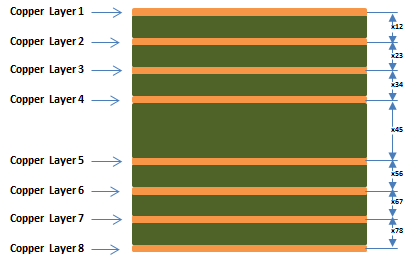 Copper Layer 1
x12
Copper Layer 2
x23
Copper Layer 3
x34
Copper Layer 4
x45
Copper Layer 5
x56
Copper Layer 6
x67
Copper Layer 7
x78
Copper Layer 8